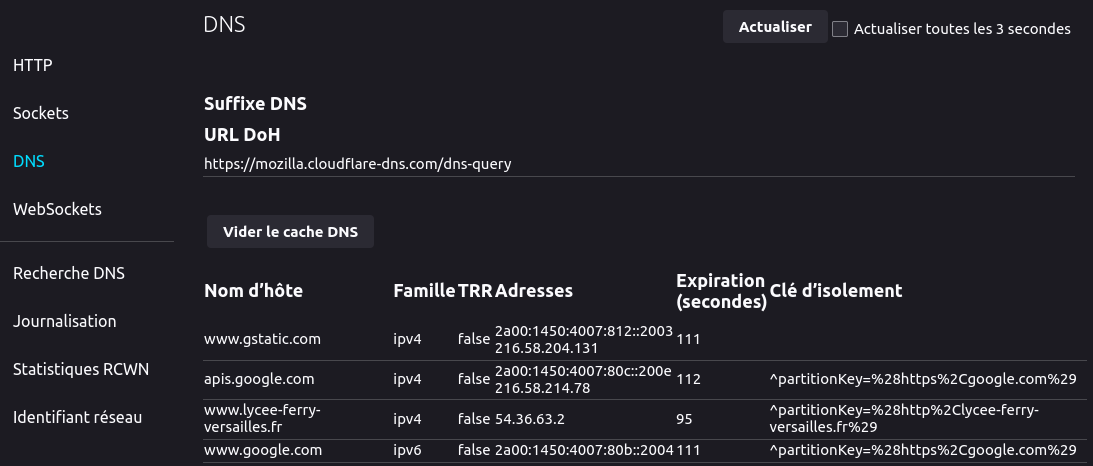 DNS
Actualiser
Actualiser toutes les 3 secondes
HTTP
Sockets
DNS
WebSockets
Recherche DNS
Journalisation
Statistiques RCWN
Identifiant réseau
Suffixe DNS
URL DoH
https://mozilla.cloudflare-dns.com/dns-query
Vider le cache DNS
Nom d’hôte Famille TRR Adresses Expiration (secondes) Clé d’isolement
www.gstatic.com ipv4 false 2a00:1450:4007:812::2003 111
216.58.204.131
apis.google.com ipv4 false 2a00:1450:4007:80c::200e 112 ^partitionKey=%28https%2Cgoogle.com%29
216.58.214.78
www.lycee-ferry- ipv4 false 54.36.63.2 95 ^partitionKey=%28http%2Clycee-ferry-
versailles.fr versailles.fr%29
www.google.com ipv6 false 2a00:1450:4007:80b::2004 111 ^partitionKey=%28https%2Cgoogle.com%29